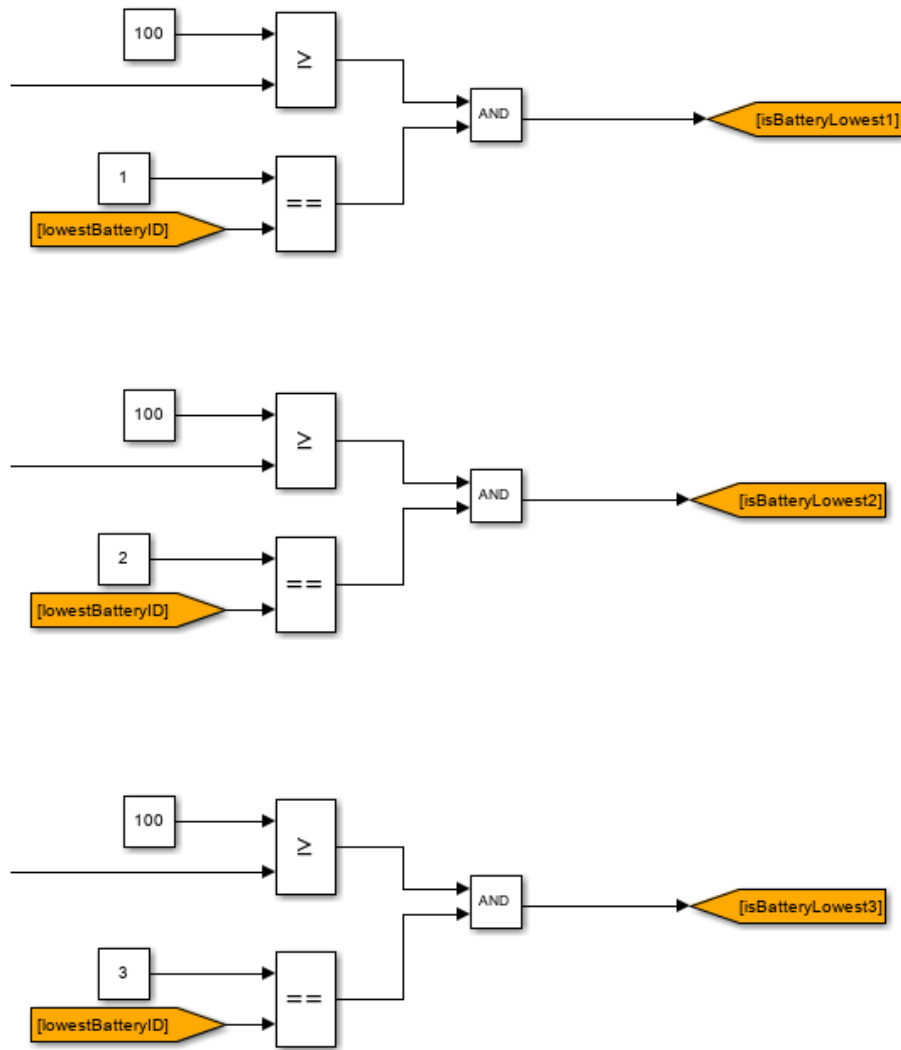 100
≥
AND
[isBatteryLowest1]
1
==
[lowestBatteryID]
100
≥
AND
[isBatteryLowest2]
2
==
[lowestBatteryID]
100
≥
AND
[isBatteryLowest3]
3
==
[lowestBatteryID]